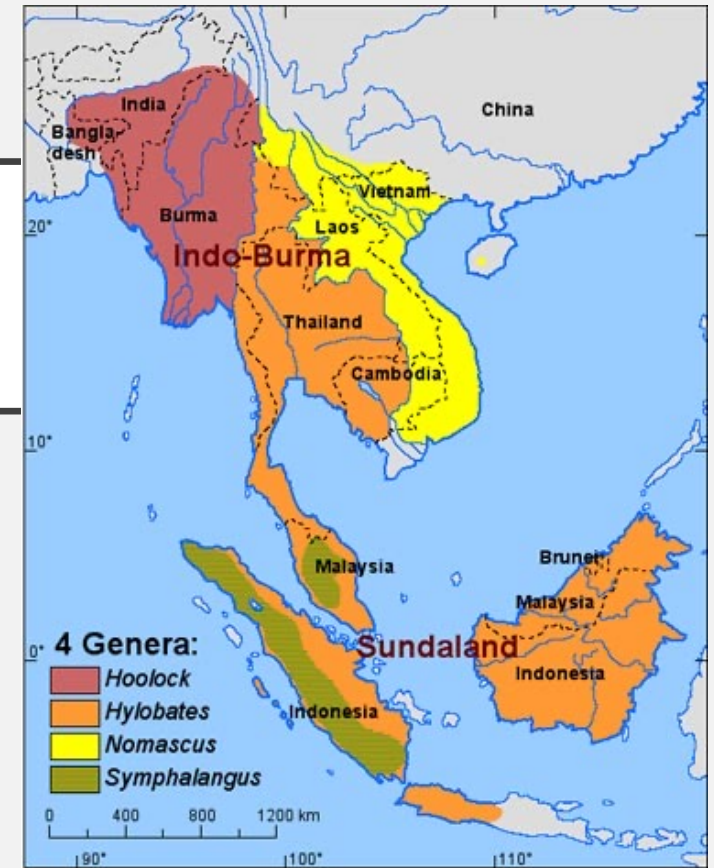 India
China
Bangla-
desh
Vietnam
Burma
Laos
20°
Indo-Burma
Thailand
Cambodia
10°
Brunei
Malaysia
Malaysia
Sundaland
0°
Indonesia
Indonesia
4 Genera:
Hoolock
Hylobates
Nomascus
Symphalangus
0 400 800 1200 km
90° 100° 110°